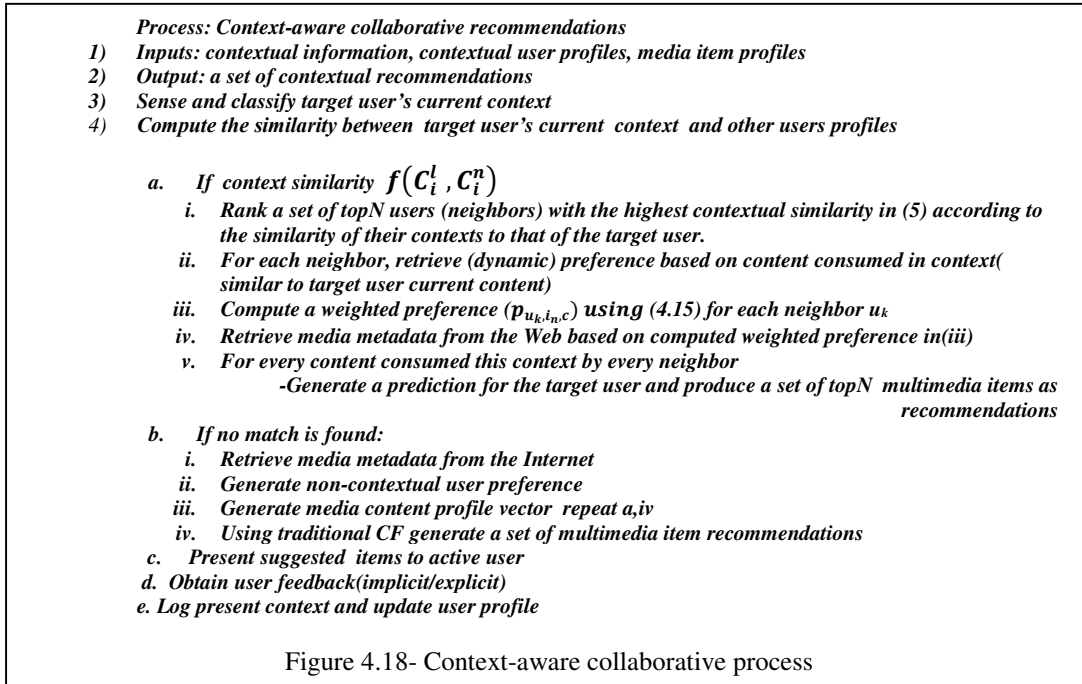 Process: Context-aware collaborative recommendations
1) Inputs: contextual information, contextual user profiles, media item profiles
2) Output: a set of contextual recommendations
3) Sense and classify target user's current context
4) Compute the similarity between target user's current context and other users profiles
a. If context similarity f(C_i^l , C_i^n)
i. Rank a set of topN users (neighbors) with the highest contextual similarity in (5) according to
the similarity of their contexts to that of the target user.
ii. For each neighbor, retrieve (dynamic) preference based on content consumed in context(
similar to target user current content)
iii. Compute a weighted preference (p_{u_k,i_n,c}) using (4.15) for each neighbor u_k
iv. Retrieve media metadata from the Web based on computed weighted preference in(iii)
v. For every content consumed this context by every neighbor
-Generate a prediction for the target user and produce a set of topN multimedia items as
recommendations
b. If no match is found:
i. Retrieve media metadata from the Internet
ii. Generate non-contextual user preference
iii. Generate media content profile vector repeat a,iv
iv. Using traditional CF generate a set of multimedia item recommendations
c. Present suggested items to active user
d. Obtain user feedback(implicit/explicit)
e. Log present context and update user profile
Figure 4.18- Context-aware collaborative process